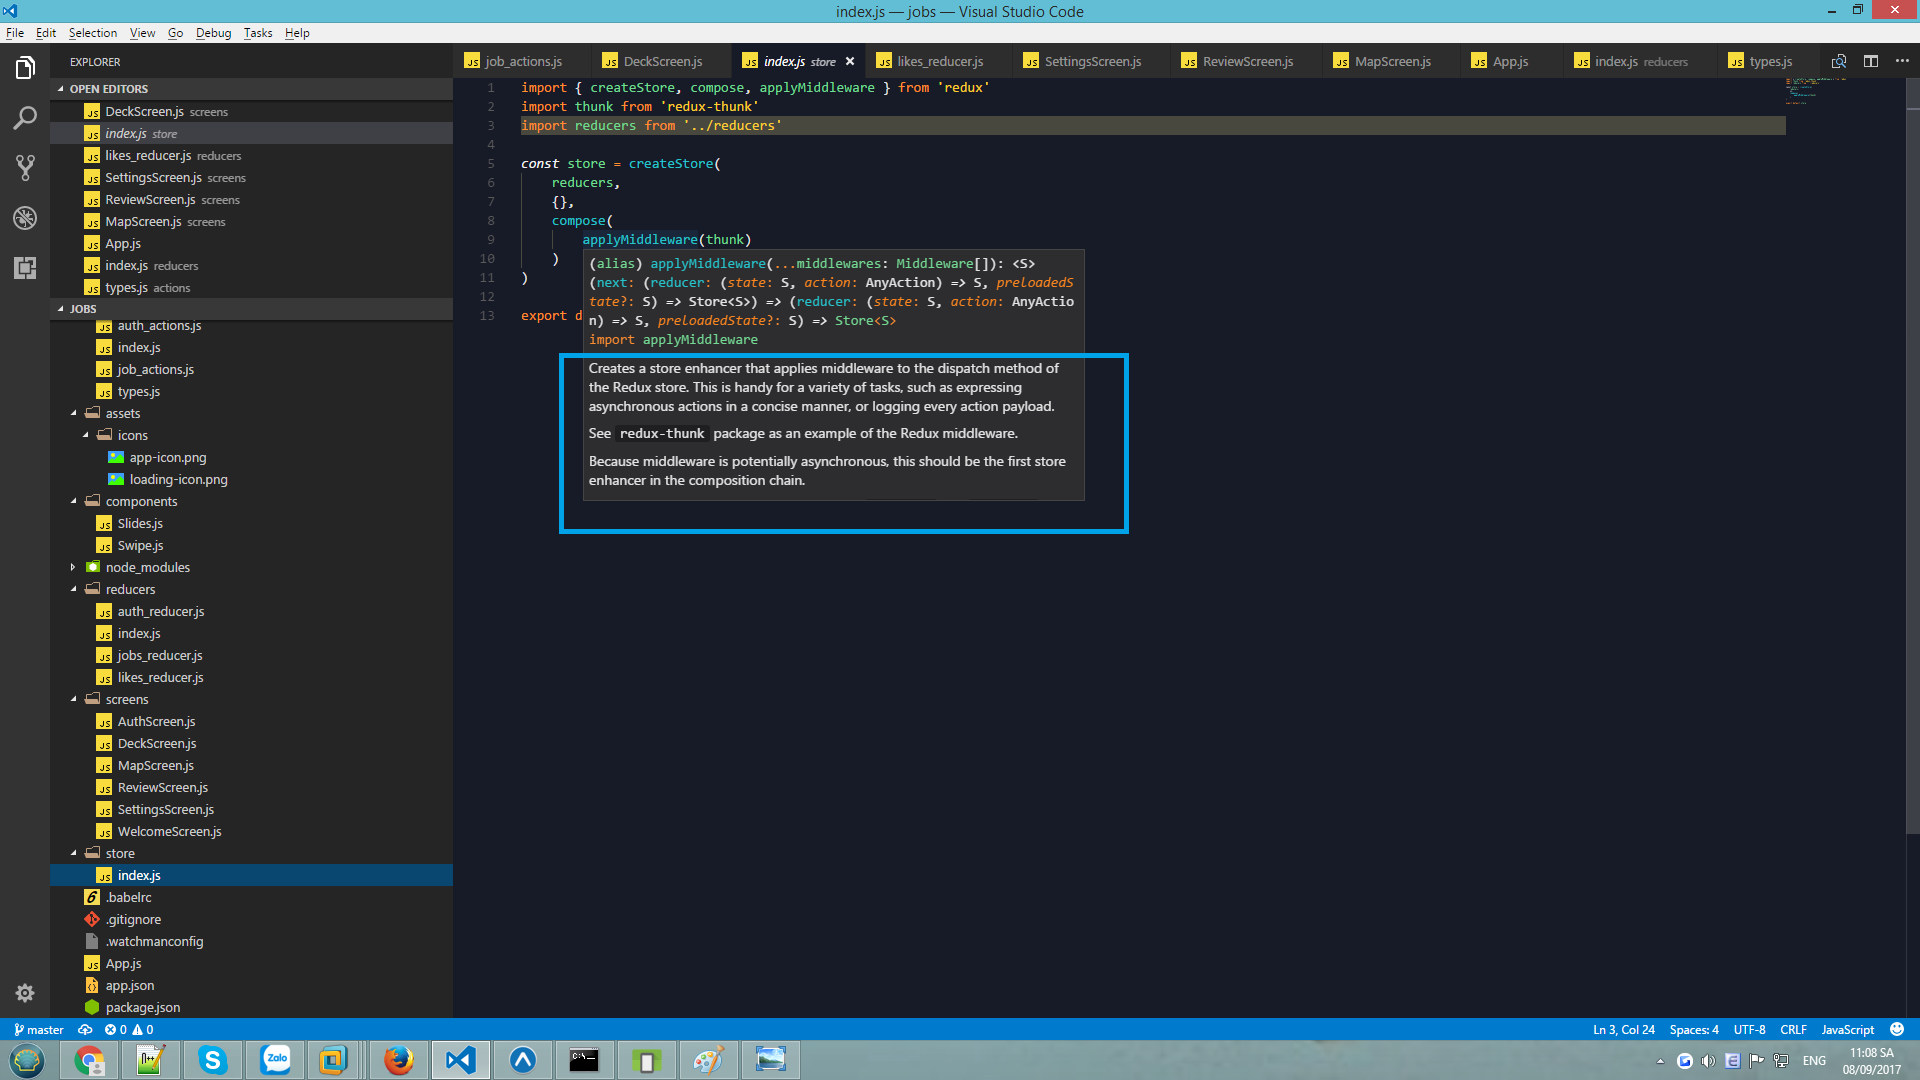 index.js — jobs — Visual Studio Code
File Edit Selection View Go Debug Tasks Help
EXPLORER
OPEN EDITORS
DeckScreen.js screens
index.js store
likes_reducer.js reducers
SettingsScreen.js screens
ReviewScreen.js screens
MapScreen.js screens
App.js
index.js reducers
types.js actions
JOBS
auth_actions.js
index.js
job_actions.js
types.js
assets
icons
app-icon.png
loading-icon.png
components
Slides.js
Swipe.js
node_modules
reducers
auth_reducer.js
index.js
jobs_reducer.js
likes_reducer.js
screens
AuthScreen.js
DeckScreen.js
MapScreen.js
ReviewScreen.js
SettingsScreen.js
WelcomeScreen.js
store
index.js
.babelrc
.gitignore
.watchmanconfig
App.js
app.json
package.json
job_actions.js DeckScreen.js index.js store likes_reducer.js SettingsScreen.js ReviewScreen.js MapScreen.js App.js index.js reducers types.js
1 import { createStore, compose, applyMiddleware } from 'redux'
2 import thunk from 'redux-thunk'
3 import reducers from '../reducers'
4
5 const store = createStore(
6 reducers,
7 {},
8 compose(
9 applyMiddleware(thunk)
10 )
11 )
12
13 export d
(alias) applyMiddleware(...middlewares: Middleware[]): <S>
(next: (reducer: (state: S, action: AnyAction) => S, preloadedS
tate?: S) => Store<S>) => (reducer: (state: S, action: AnyActio
n) => S, preloadedState?: S) => Store<S>
import applyMiddleware
Creates a store enhancer that applies middleware to the dispatch method of
the Redux store. This is handy for a variety of tasks, such as expressing
asynchronous actions in a concise manner, or logging every action payload.
See redux-thunk package as an example of the Redux middleware.
Because middleware is potentially asynchronous, this should be the first store
enhancer in the composition chain.
master 0 0 Ln 3, Col 24 Spaces: 4 UTF-8 CRLF JavaScript
Zalo
ENG
11:08 SA
08/09/2017